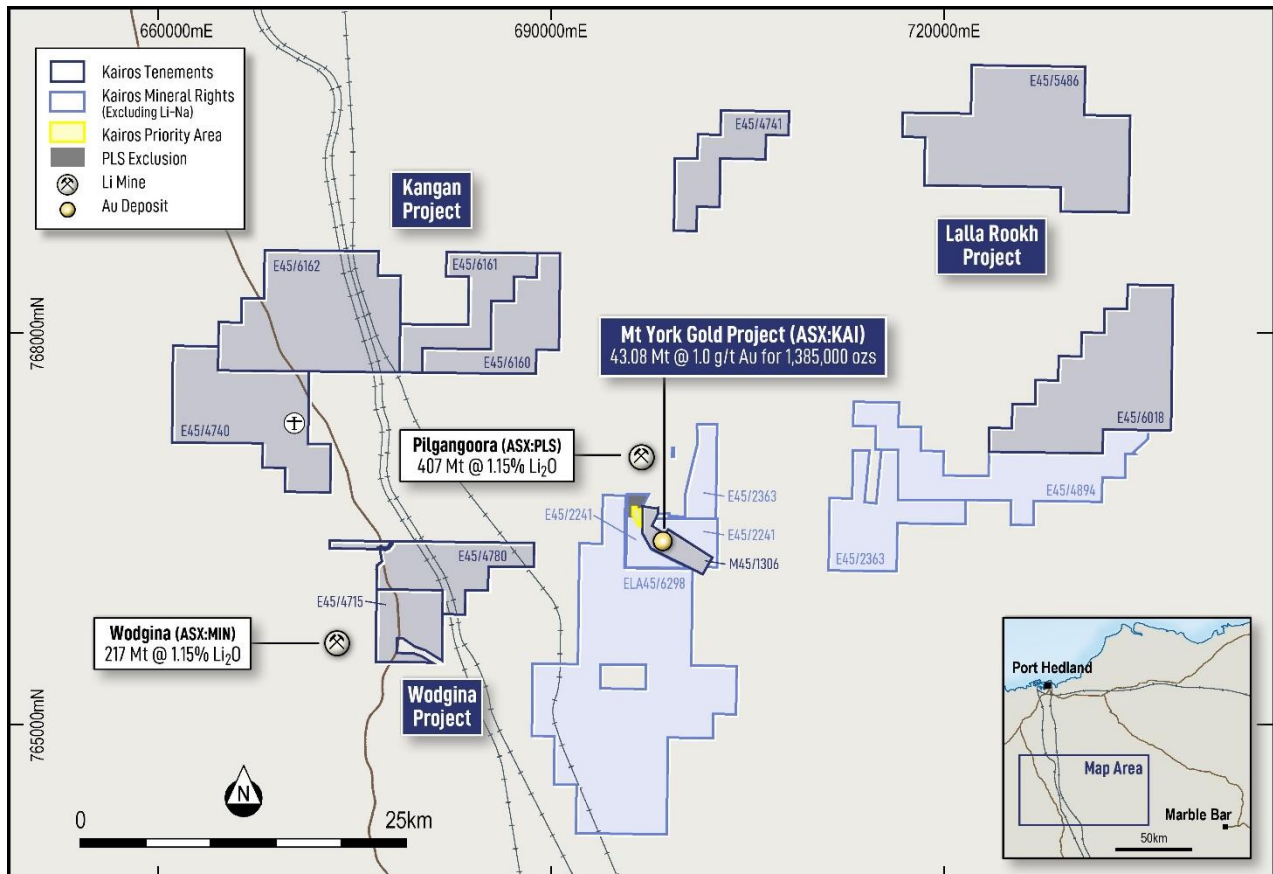 660000mE
690000mE
720000mE
Kairos Tenements
Kairos Mineral Rights
(Excluding Li-Na)
Kairos Priority Area
PLS Exclusion
Li Mine
Au Deposit
E45/5486
E45/4741
Kangan
Project
Lalla Rookh
Project
E45/6162
E45/6161
768000mN
Mt York Gold Project (ASX:KAI)
43.08 Mt @ 1.0 g/t Au for 1,385,000 ozs
E45/6160
E45/4740
E45/6018
Pilgangoora (ASX:PLS)
407 Mt @ 1.15% Li₂O
E45/2363
E45/4894
E45/2241
E45/2241
E45/4780
M45/1306
E45/2363
ELA45/6298
E45/4715
Wodgina (ASX:MIN)
217 Mt @ 1.15% Li₂O
Wodgina
Project
765000mN
N
0
25km
Port Hedland
Map Area
Marble Bar
50km